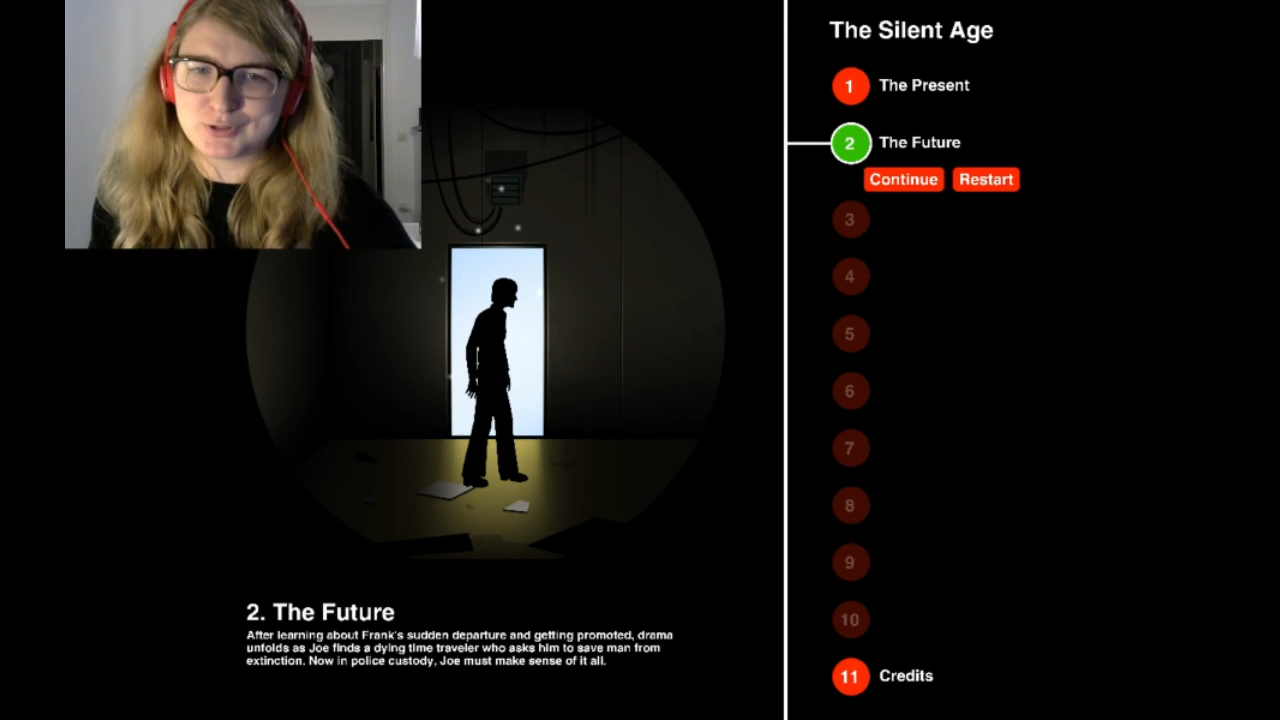 The Silent Age
1 The Present
2 The Future
Continue Restart
3
4
5
6
7
8
9
10
11 Credits
2. The Future
After learning about Frank's sudden departure and getting promoted, drama
unfolds as Joe finds a dying time traveler who asks him to save man from
extinction. Now in police custody, Joe must make sense of it all.